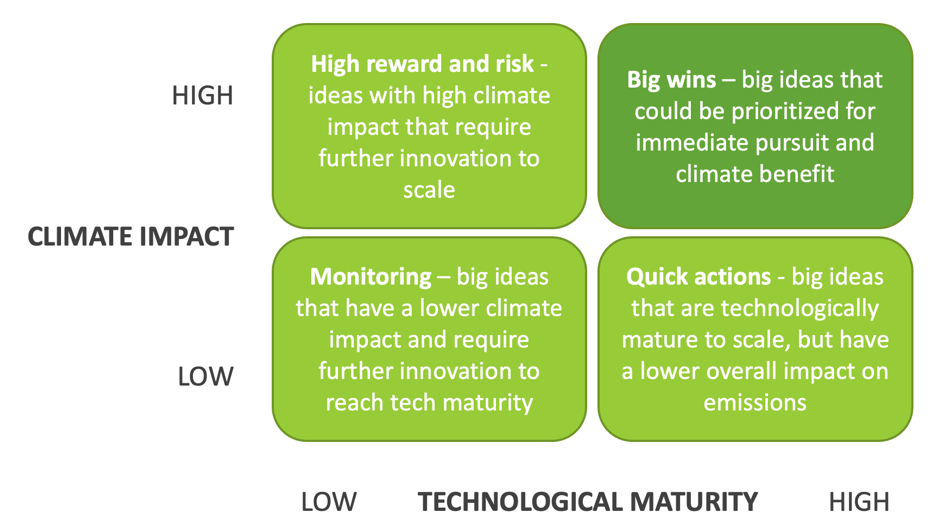 High reward and risk -
ideas with high climate
impact that require
further innovation to
scale
Big wins – big ideas that
could be prioritized for
immediate pursuit and
climate benefit
HIGH
CLIMATE IMPACT
Monitoring – big ideas
that have a lower climate
impact and require
further innovation to
reach tech maturity
Quick actions - big ideas
that are technologically
mature to scale, but have
a lower overall impact on
emissions
LOW
LOW
TECHNOLOGICAL MATURITY
HIGH